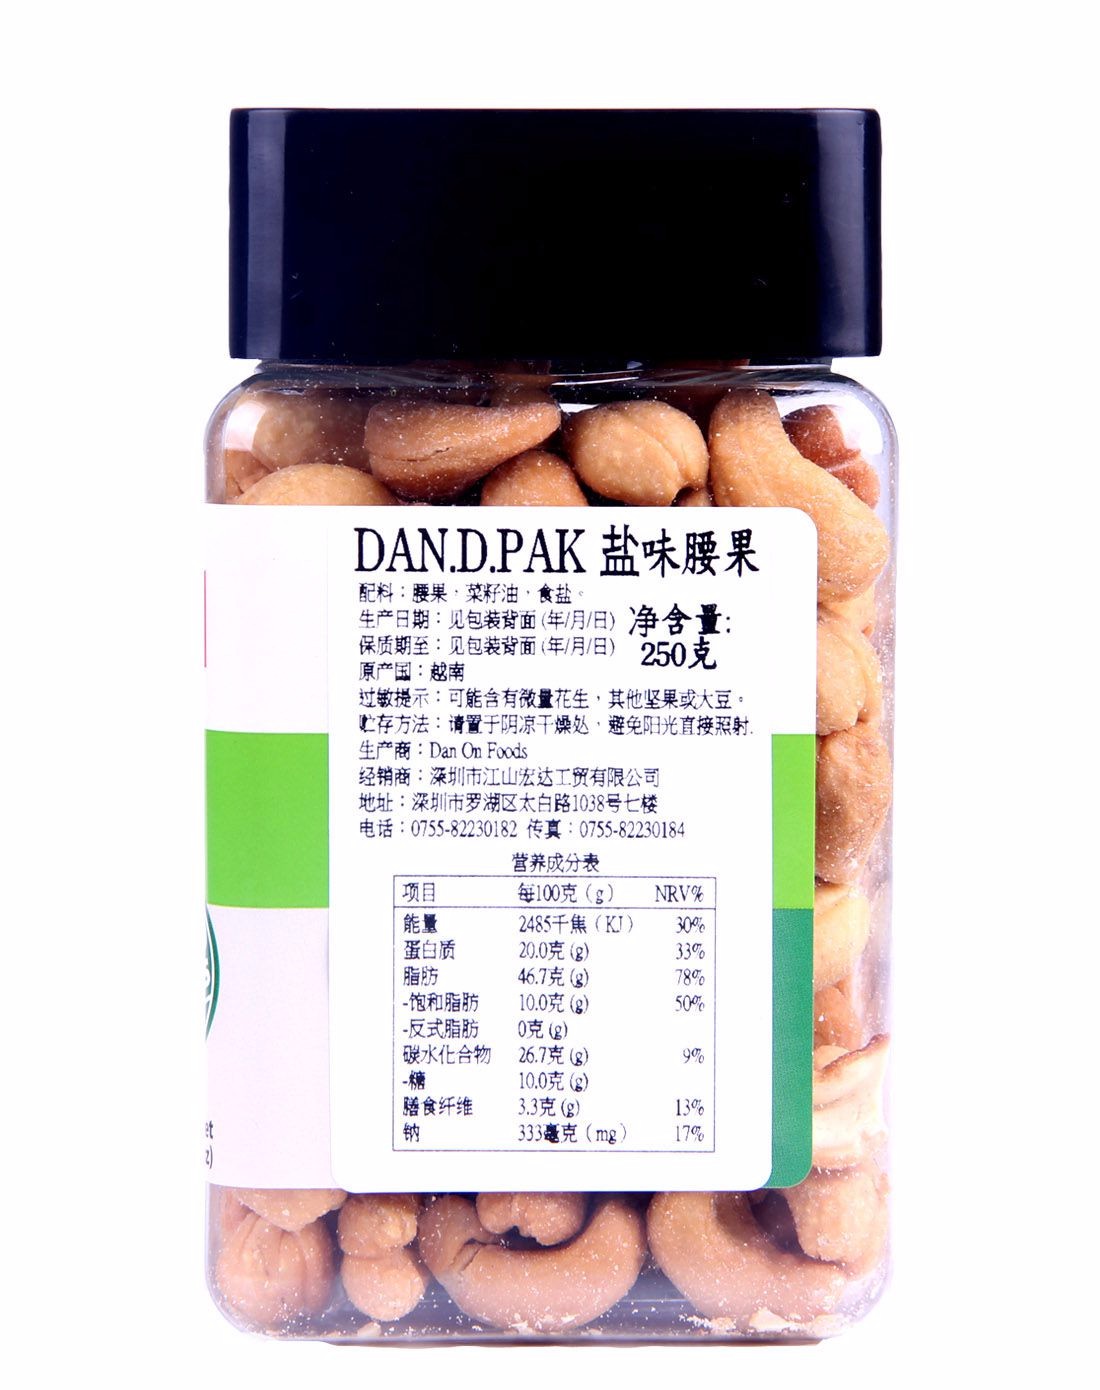 DAN.D.PAK 盐味腰果
配料：腰果，菜籽油，食盐。
生产日期：见包装背面 (年/月/日)
保质期至：见包装背面 (年/月/日)
净含量:
250克
原产国：越南
过敏提示：可能含有微量花生，其他坚果或大豆。
贮存方法：请置于阴凉干燥处，避免阳光直接照射.
生产商：Dan On Foods
经销商：深圳市江山宏达工贸有限公司
地址：深圳市罗湖区太白路1038号七楼
电话：0755-82230182 传真：0755-82230184
营养成分表
项目 每100克（g） NRV%
能量 2485千焦（KJ） 30%
蛋白质 20.0克 (g) 33%
脂肪 46.7克 (g) 78%
-饱和脂肪 10.0克 (g) 50%
-反式脂肪 0克 (g)
碳水化合物 26.7克 (g) 9%
-糖 10.0克 (g)
膳食纤维 3.3克 (g) 13%
钠 333毫克（mg） 17%